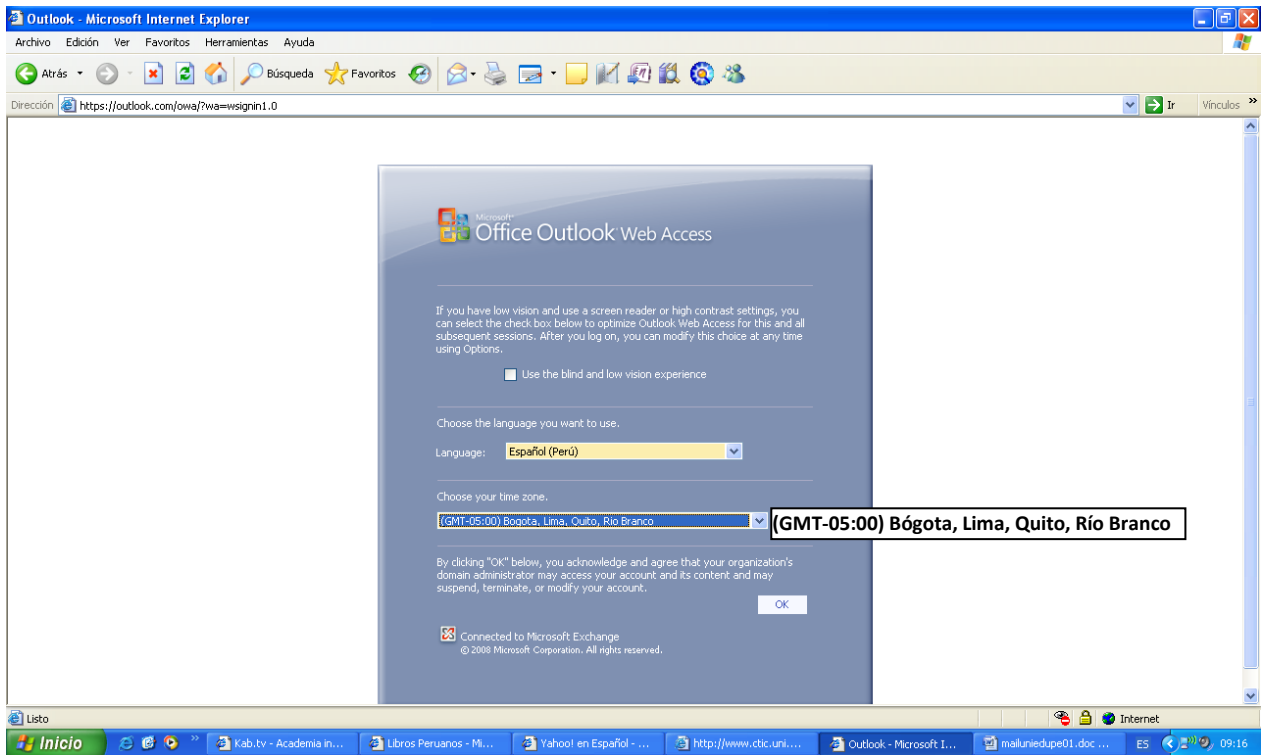 Outlook - Microsoft Internet Explorer
Archivo Edición Ver Favoritos Herramientas Ayuda
Atrás Búsqueda Favoritos
Dirección https://outlook.com/owa/?wa=wsignin1.0 Ir Vínculos »
Microsoft®
Office Outlook Web Access
If you have low vision and use a screen reader or high contrast settings, you
can select the check box below to optimize Outlook Web Access for this and all
subsequent sessions. After you log on, you can modify this choice at any time
using Options.
Use the blind and low vision experience
Choose the language you want to use.
Language: Español (Perú)
Choose your time zone.
(GMT-05:00) Bogota, Lima, Quito, Rio Branco
(GMT-05:00) Bógota, Lima, Quito, Río Branco
By clicking "OK" below, you acknowledge and agree that your organization's
domain administrator may access your account and its content and may
suspend, terminate, or modify your account.
OK
Connected to Microsoft Exchange
© 2008 Microsoft Corporation. All rights reserved.
Listo Internet
Inicio » Kab.tv - Academia in... Libros Peruanos - Mi... Yahoo! en Español - ... http://www.ctic.uni.... Outlook - Microsoft I... mailuniedupe01.doc ... ES 09:16